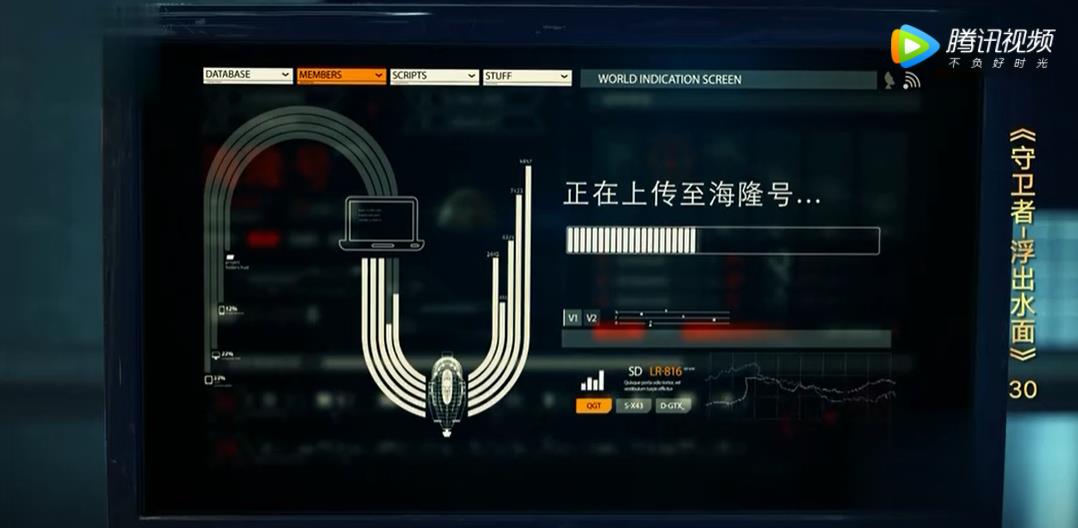 腾讯视频
不负好时光
DATABASE
MEMBERS
SCRIPTS
STUFF
WORLD INDICATION SCREEN
正在上传至海隆号...
V1
V2
12%
SD LR-816
QGT
S-X43
D-GTX
《守卫者-浮出水面》
30